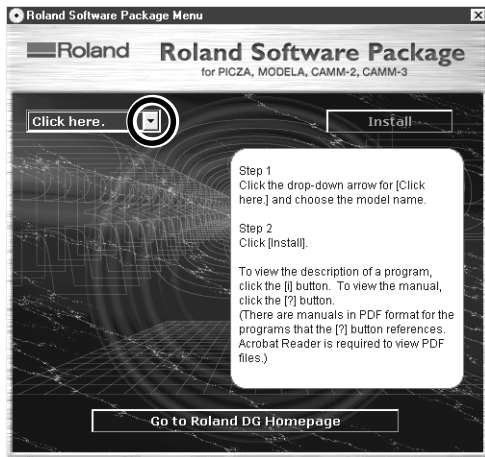 Roland Software Package Menu
Roland
Roland Software Package
for PICZA, MODELA, CAMM-2, CAMM-3
Click here.
Install
Step 1
Click the drop-down arrow for [Click
here.] and choose the model name.
Step 2
Click [Install].
To view the description of a program,
click the [i] button. To view the manual,
click the [?] button.
(There are manuals in PDF format for the
programs that the [?] button references.
Acrobat Reader is required to view PDF
files.)
Go to Roland DG Homepage